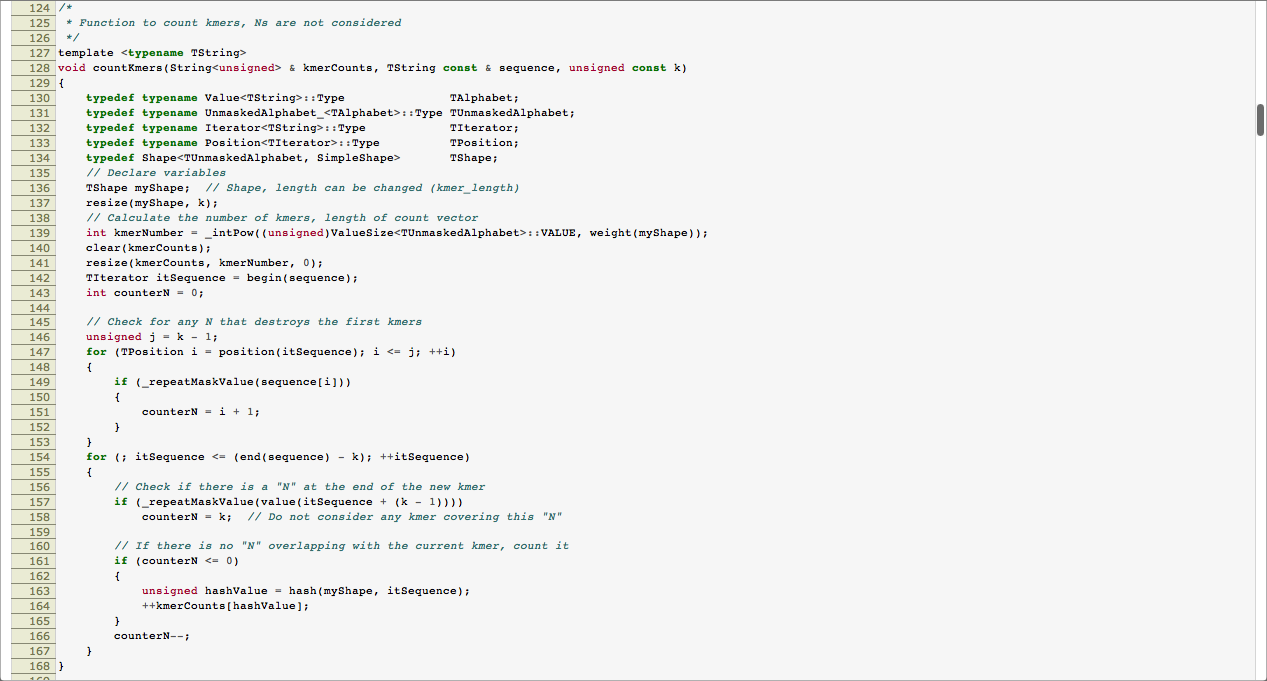 124 /*
125  * Function to count kmers, Ns are not considered
126  */
127 template <typename TString>
128 void countKmers(String<unsigned> & kmerCounts, TString const & sequence, unsigned const k)
129 {
130     typedef typename Value<TString>::Type               TAlphabet;
131     typedef typename UnmaskedAlphabet_<TAlphabet>::Type TUnmaskedAlphabet;
132     typedef typename Iterator<TString>::Type            TIterator;
133     typedef typename Position<TIterator>::Type          TPosition;
134     typedef Shape<TUnmaskedAlphabet, SimpleShape>       TShape;
135     // Declare variables
136     TShape myShape;  // Shape, length can be changed (kmer_length)
137     resize(myShape, k);
138     // Calculate the number of kmers, length of count vector
139     int kmerNumber = _intPow((unsigned)ValueSize<TUnmaskedAlphabet>::VALUE, weight(myShape));
140     clear(kmerCounts);
141     resize(kmerCounts, kmerNumber, 0);
142     TIterator itSequence = begin(sequence);
143     int counterN = 0;
144
145     // Check for any N that destroys the first kmers
146     unsigned j = k - 1;
147     for (TPosition i = position(itSequence); i <= j; ++i)
148     {
149         if (_repeatMaskValue(sequence[i]))
150         {
151             counterN = i + 1;
152         }
153     }
154     for (; itSequence <= (end(sequence) - k); ++itSequence)
155     {
156         // Check if there is a "N" at the end of the new kmer
157         if (_repeatMaskValue(value(itSequence + (k - 1))))
158             counterN = k;  // Do not consider any kmer covering this "N"
159
160         // If there is no "N" overlapping with the current kmer, count it
161         if (counterN <= 0)
162         {
163             unsigned hashValue = hash(myShape, itSequence);
164             ++kmerCounts[hashValue];
165         }
166         counterN--;
167     }
168 }
169